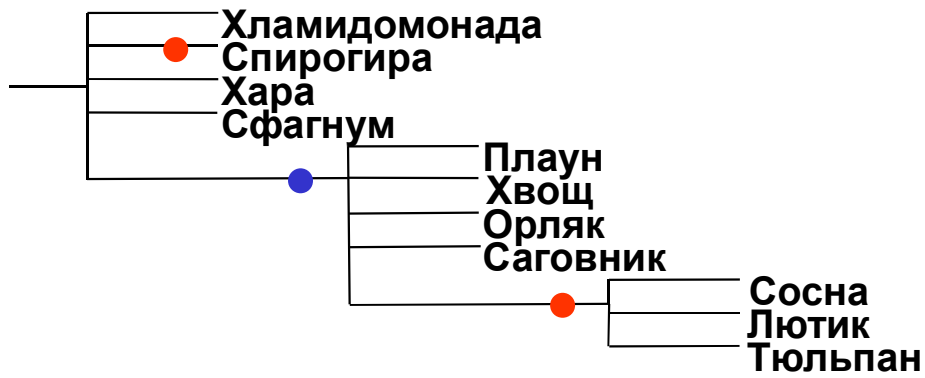 Хламидомонада
Спирогира
Хара
Сфагнум
Плаун
Хвощ
Орляк
Саговник
Сосна
Лютик
Тюльпан